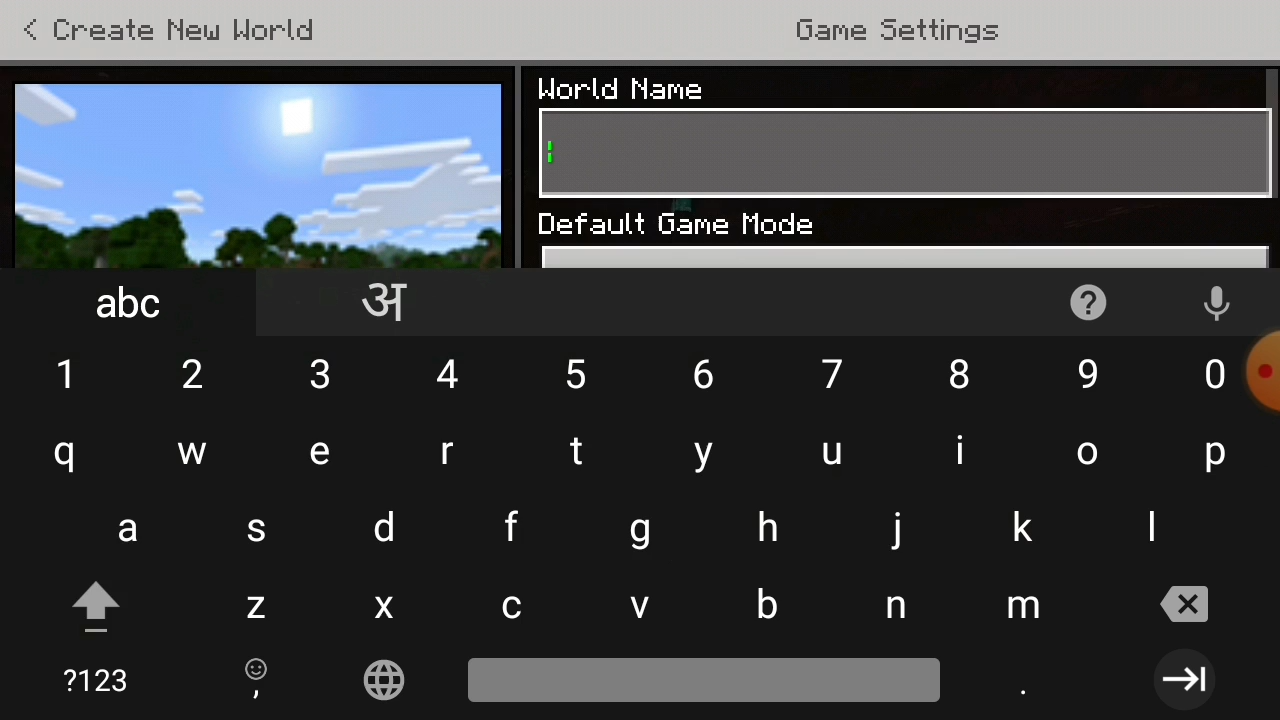 Create New World
Game Settings
World Name
Default Game Mode
abc अ
1 2 3 4 5 6 7 8 9 0
q w e r t y u i o p
a s d f g h j k l
z x c v b n m
?123 , .